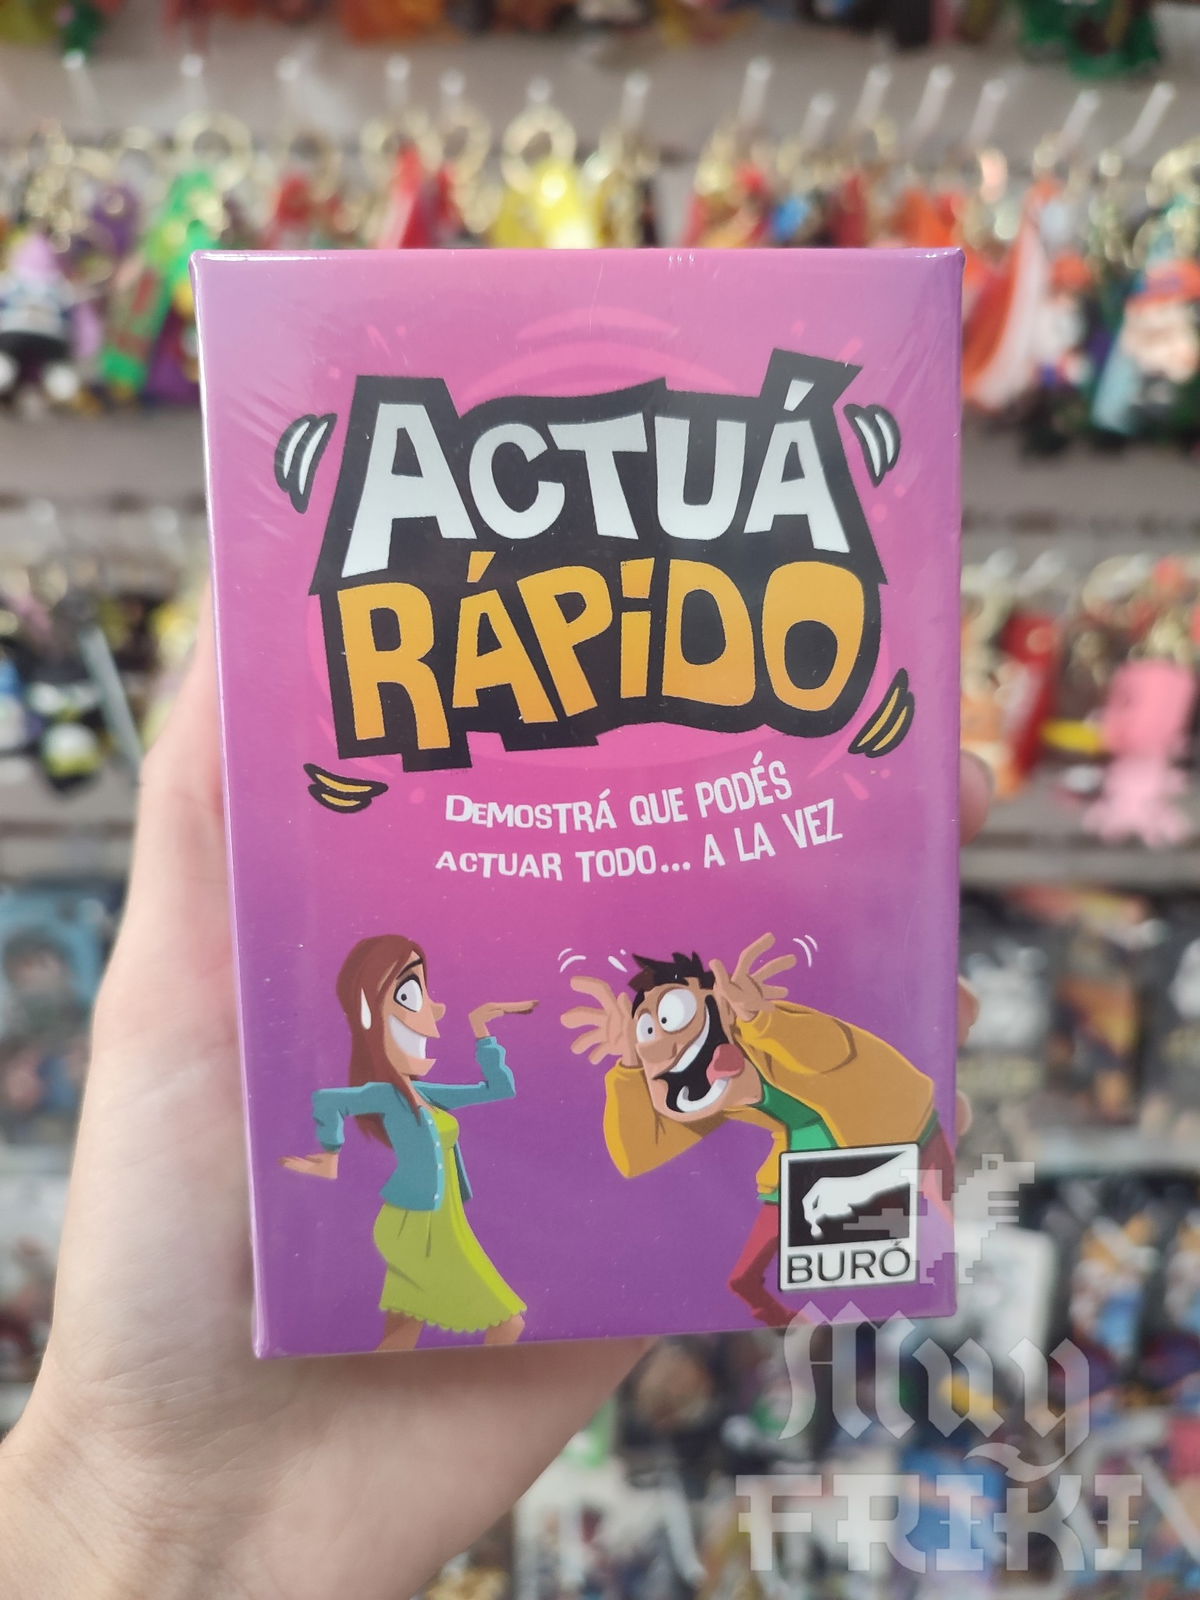 ACTUÁ
RÁPiDO
DEMOSTRÁ QUE PODÉS
ACTUAR TODO... A LA VEZ
BURÓ
Muy
FRIKI